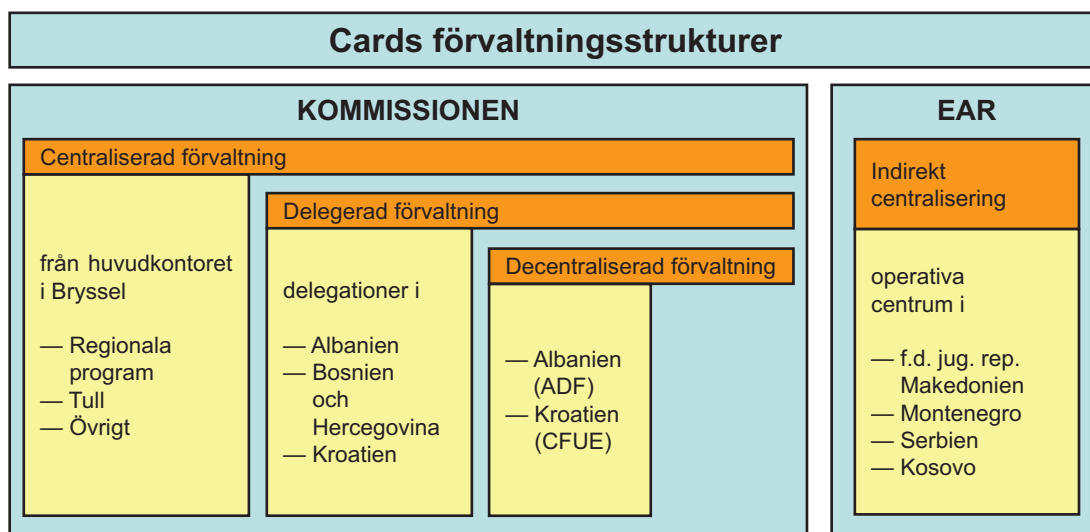 Cards förvaltningsstrukturer
KOMMISSIONEN
Centraliserad förvaltning
från huvudkontoret
i Bryssel
— Regionala
program
— Tull
— Övrigt
Delegerad förvaltning
delegationer i
— Albanien
— Bosnien
och
Hercegovina
— Kroatien
Decentraliserad förvaltning
— Albanien
(ADF)
— Kroatien
(CFUE)
EAR
Indirekt
centralisering
operativa
centrum i
— f.d. jug. rep.
Makedonien
— Montenegro
— Serbien
— Kosovo